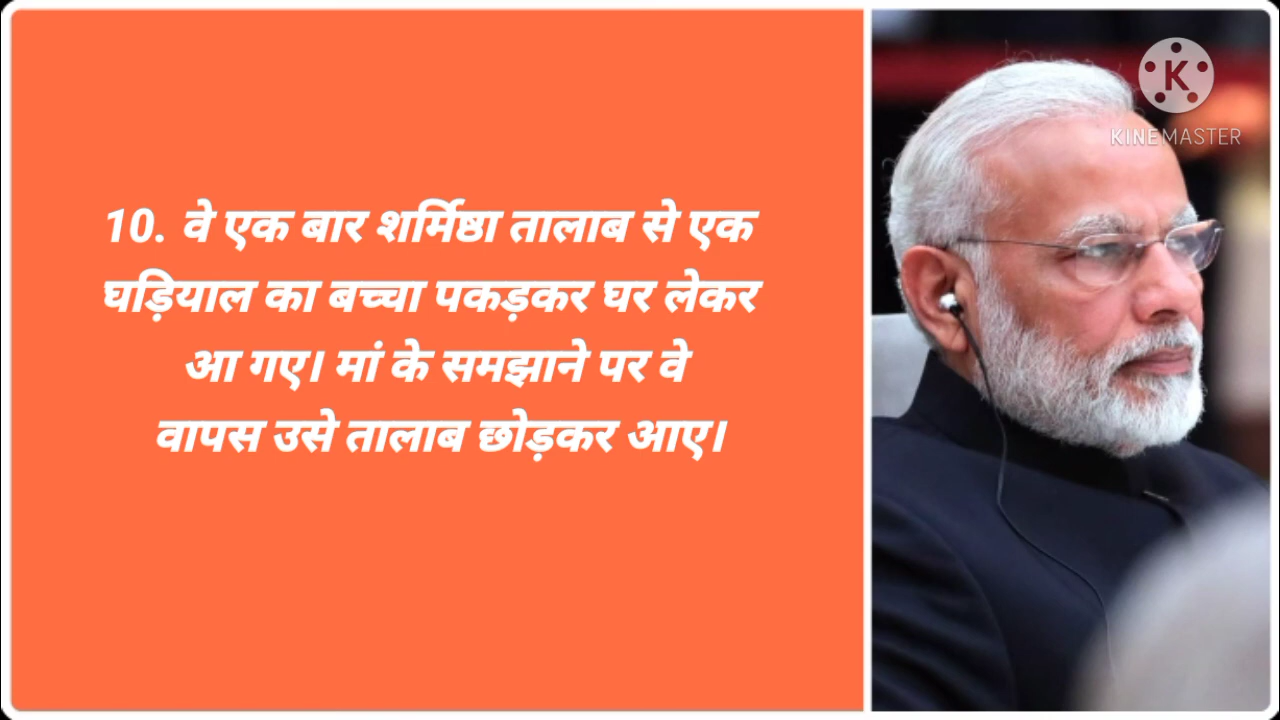 10. वे एक बार शर्मिष्ठा तालाब से एक
घड़ियाल का बच्चा पकड़कर घर लेकर
आ गए। मां के समझाने पर वे
वापस उसे तालाब छोड़कर आए।
K
KINEMASTER